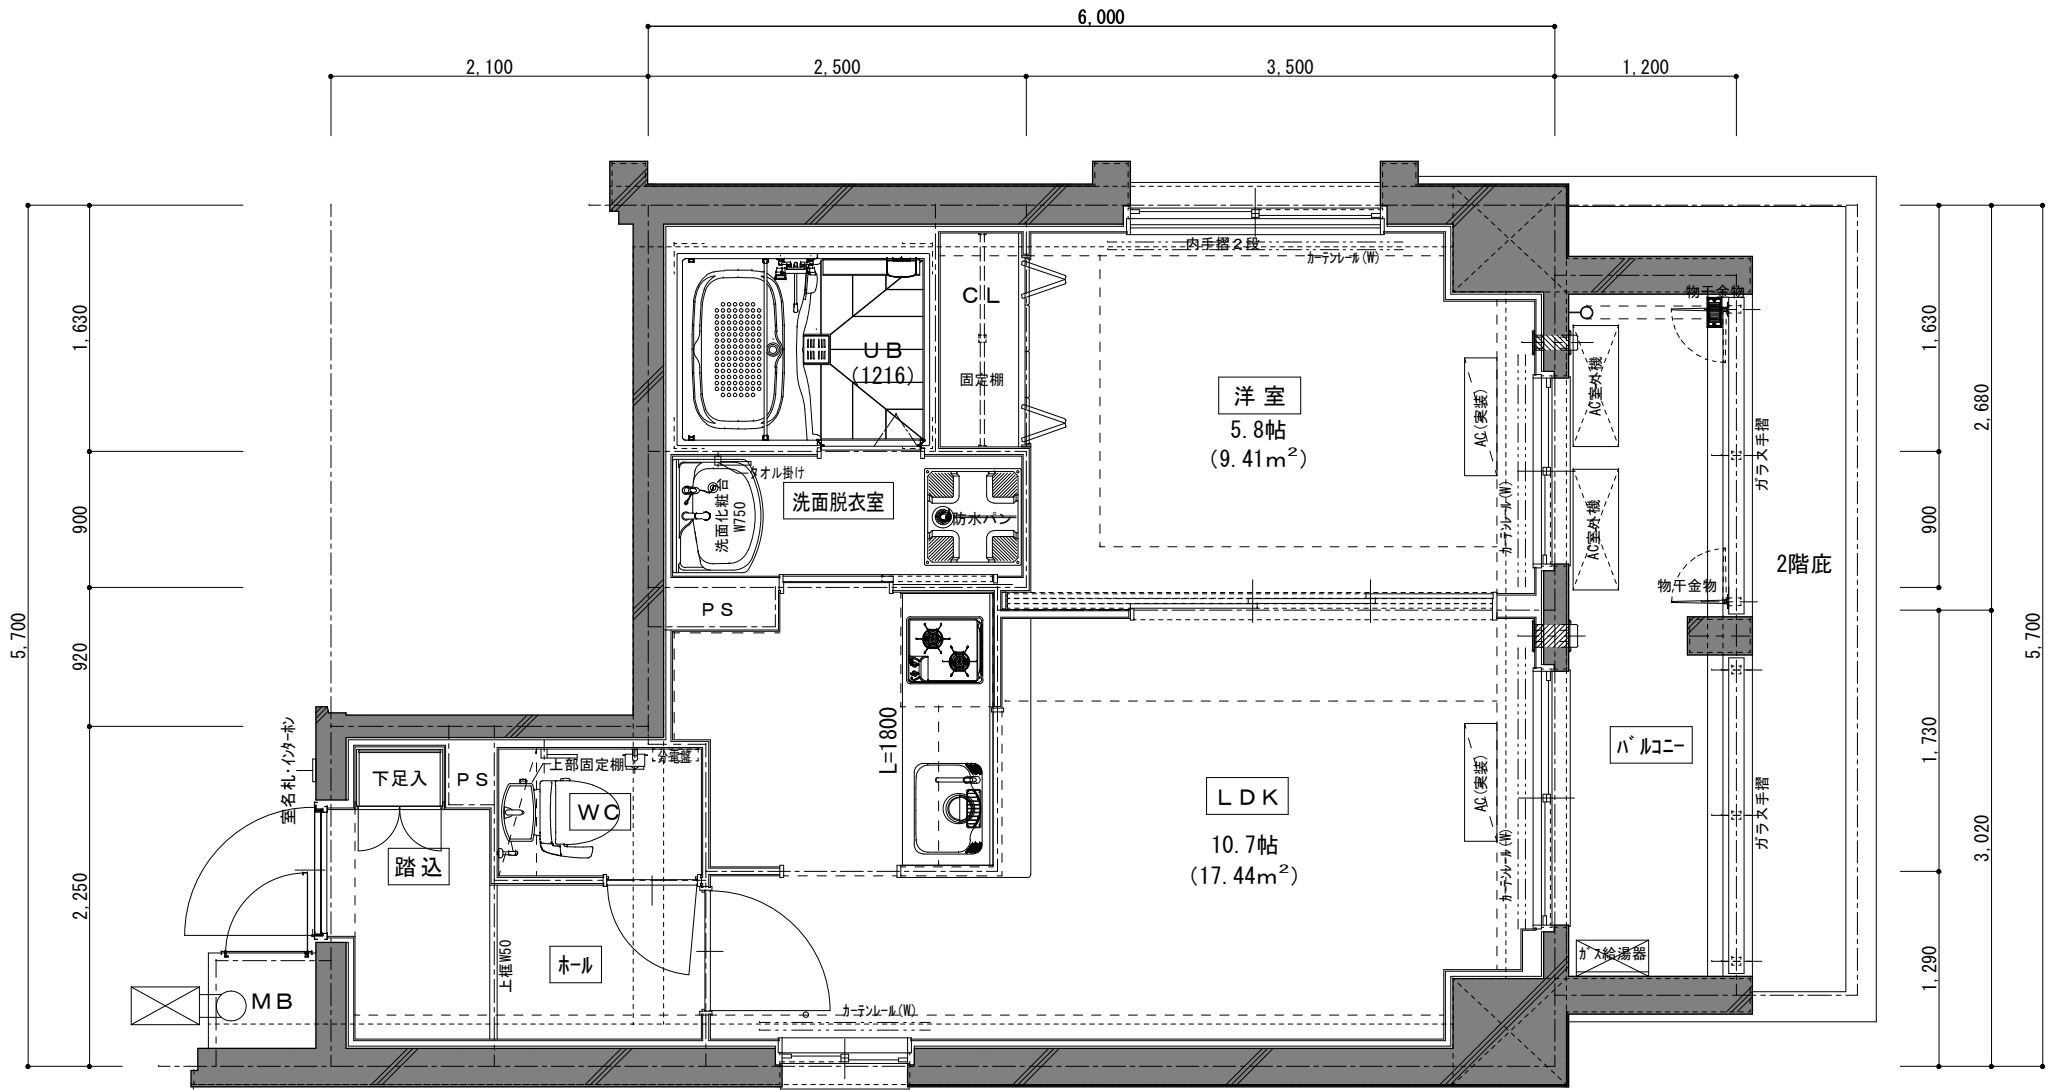 6,000
2,100
2,500
3,500
1,200
内手摺2段
カーテンレール(W)
物干金物
CL
固定棚
UB
(1216)
洋室
5.8帖
(9.41m²)
AC(実装)
AC室外機
カーテンレール(W)
AC室外機
ガラス手摺
2階庇
物干金物
タオル掛け
洗面化粧台
W750
洗面脱衣室
防水パン
PS
L=1800
LDK
10.7帖
(17.44m²)
AC(実装)
カーテンレール(W)
バルコニー
ガラス手摺
ガス給湯器
室名札・インターホン
下足入
PS
上部固定棚
分電盤
WC
踏込
上框W50
ホール
MB
カーテンレール(W)
5,700
1,630
900
920
2,250
1,630
900
1,730
1,290
2,680
3,020
5,700